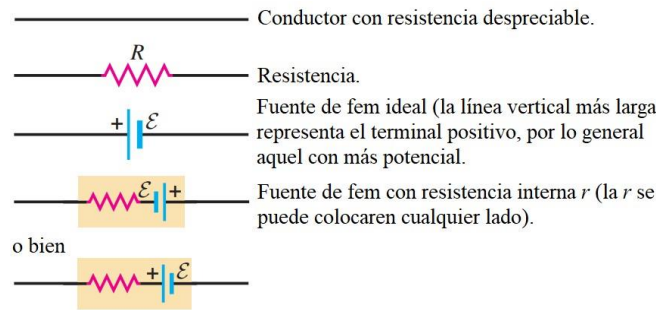 Conductor con resistencia despreciable.
R
Resistencia.
+ ℰ
Fuente de fem ideal (la línea vertical más larga
representa el terminal positivo, por lo general
aquel con más potencial.
ℰ +
Fuente de fem con resistencia interna r (la r se
puede colocaren cualquier lado).
o bien
+ ℰ